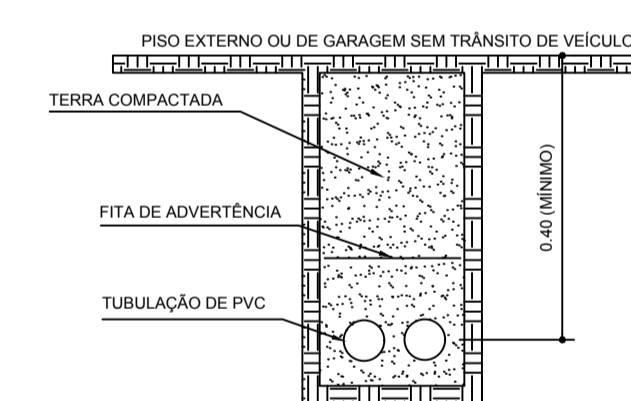 PISO EXTERNO OU DE GARAGEM SEM TRÂNSITO DE VEÍCULO
TERRA COMPACTADA
FITA DE ADVERTÊNCIA
0.40 (MÍNIMO)
TUBULAÇÃO DE PVC